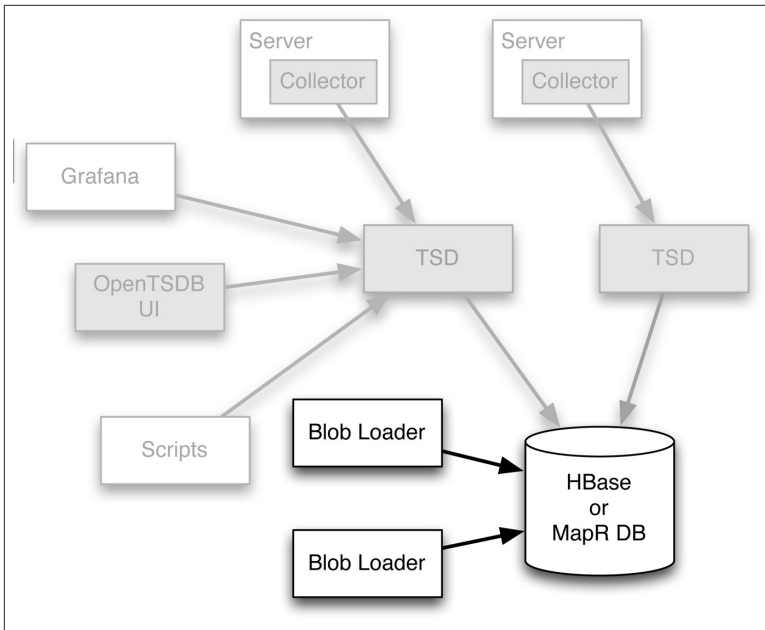 Server
Collector
Server
Collector
Grafana
TSD
TSD
OpenTSDB
UI
Scripts
Blob Loader
HBase
or
MapR DB
Blob Loader